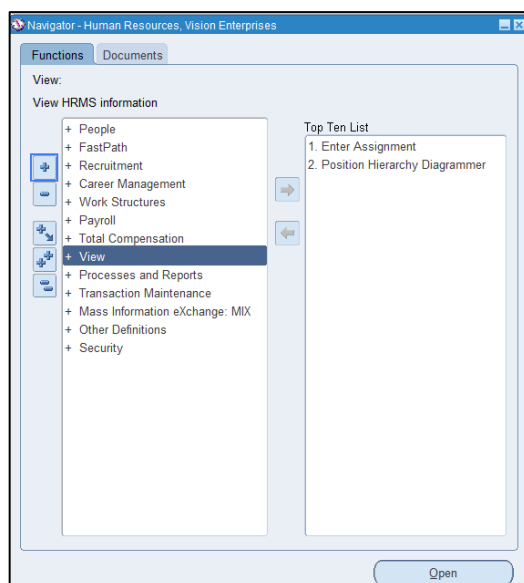 Navigator - Human Resources, Vision Enterprises
Functions
Documents
View:
View HRMS information
+ People
+ FastPath
+ Recruitment
+ Career Management
+ Work Structures
+ Payroll
+ Total Compensation
+ View
+ Processes and Reports
+ Transaction Maintenance
+ Mass Information eXchange: MIX
+ Other Definitions
+ Security
Top Ten List
1. Enter Assignment
2. Position Hierarchy Diagrammer
Open